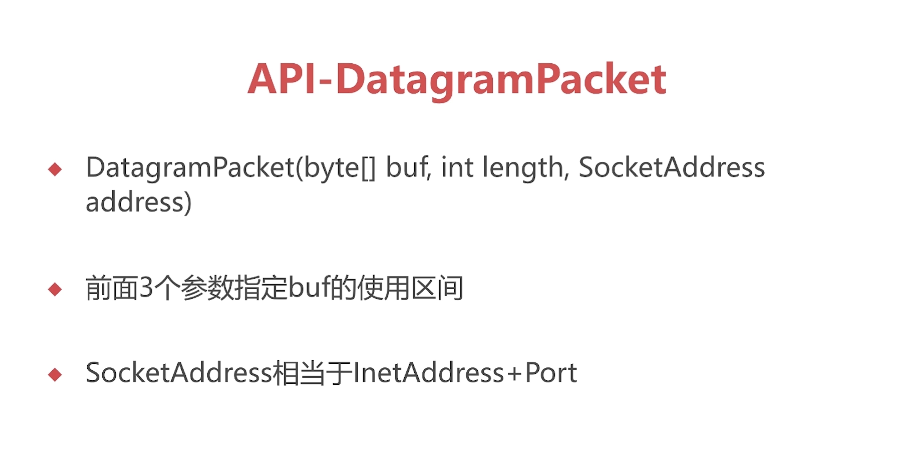 API-DatagramPacket
DatagramPacket(byte[] buf, int length, SocketAddress
address)
前面3个参数指定buf的使用区间
SocketAddress相当于InetAddress+Port